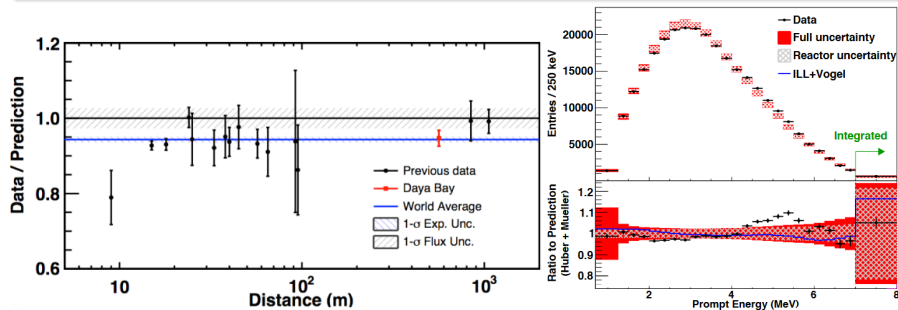 1.2
1.0
0.8
0.6
Data / Prediction
10
10²
10³
Distance (m)
Previous data
Daya Bay
World Average
1-σ Exp. Unc.
1-σ Flux Unc.
Entries / 250 keV
20000
15000
10000
5000
Data
Full uncertainty
Reactor uncertainty
ILL+Vogel
Integrated
Ratio to Prediction
(Huber + Mueller)
1.2
1.1
1.0
0.9
0.8
2
4
6
8
Prompt Energy (MeV)